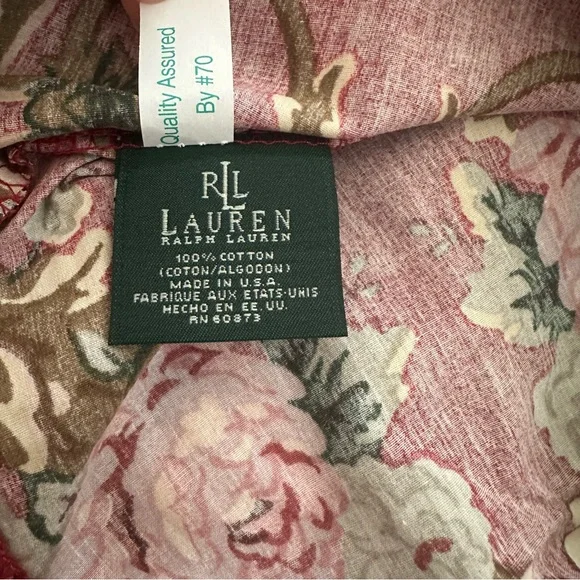 Quality Assured
By #70
RLL
LAUREN
RALPH LAUREN
100% COTTON
(COTON/ALGODON)
MADE IN U.S.A.
FABRIQUE AUX ETATS-UNIS
HECHO EN EE. UU.
RN 60873